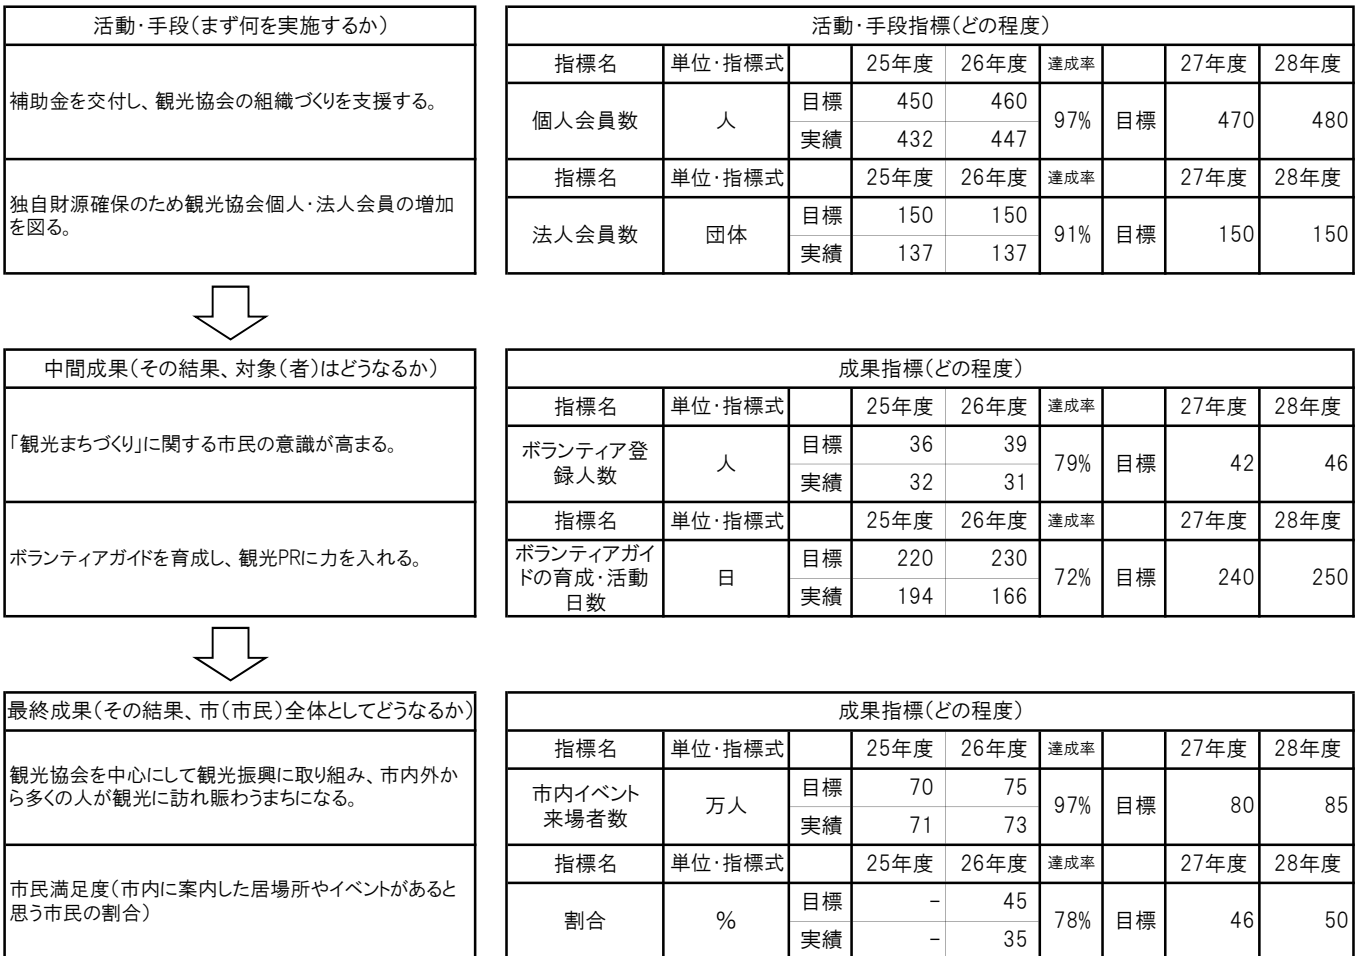 活動・手段（まず何を実施するか）
補助金を交付し、観光協会の組織づくりを支援する。
独自財源確保のため観光協会個人・法人会員の増加
を図る。
活動・手段指標（どの程度）
指標名 単位・指標式 25年度 26年度 達成率 27年度 28年度
個人会員数 人 目標 450 460 97% 目標 470 480
実績 432 447
指標名 単位・指標式 25年度 26年度 達成率 27年度 28年度
法人会員数 団体 目標 150 150 91% 目標 150 150
実績 137 137
中間成果（その結果、対象（者）はどうなるか）
「観光まちづくり」に関する市民の意識が高まる。
ボランティアガイドを育成し、観光PRに力を入れる。
成果指標（どの程度）
指標名 単位・指標式 25年度 26年度 達成率 27年度 28年度
ボランティア登
録人数 人 目標 36 39 79% 目標 42 46
実績 32 31
指標名 単位・指標式 25年度 26年度 達成率 27年度 28年度
ボランティアガイ
ドの育成・活動
日数 日 目標 220 230 72% 目標 240 250
実績 194 166
最終成果（その結果、市（市民）全体としてどうなるか）
観光協会を中心にして観光振興に取り組み、市内外か
ら多くの人が観光に訪れ賑わうまちになる。
市民満足度（市内に案内した居場所やイベントがあると
思う市民の割合）
成果指標（どの程度）
指標名 単位・指標式 25年度 26年度 達成率 27年度 28年度
市内イベント
来場者数 万人 目標 70 75 97% 目標 80 85
実績 71 73
指標名 単位・指標式 25年度 26年度 達成率 27年度 28年度
割合 % 目標 － 45 78% 目標 46 50
実績 － 35